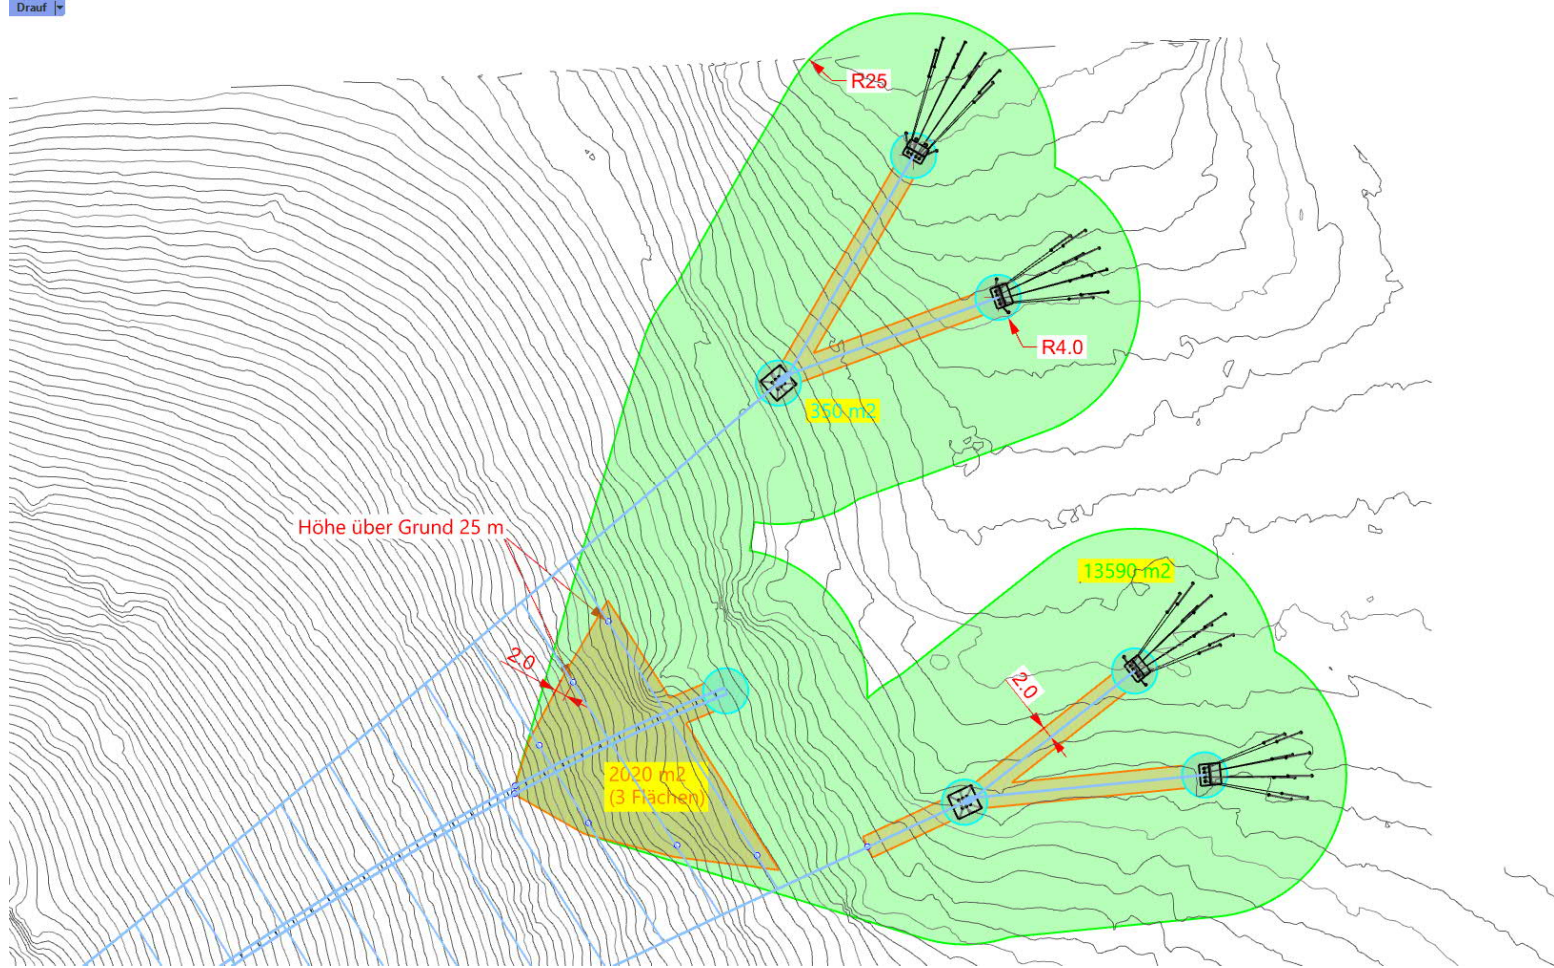 Drauf
R25
R4.0
350 m2
Höhe über Grund 25 m
13590 m2
2.0
2.0
2020 m2
(3 Flächen)